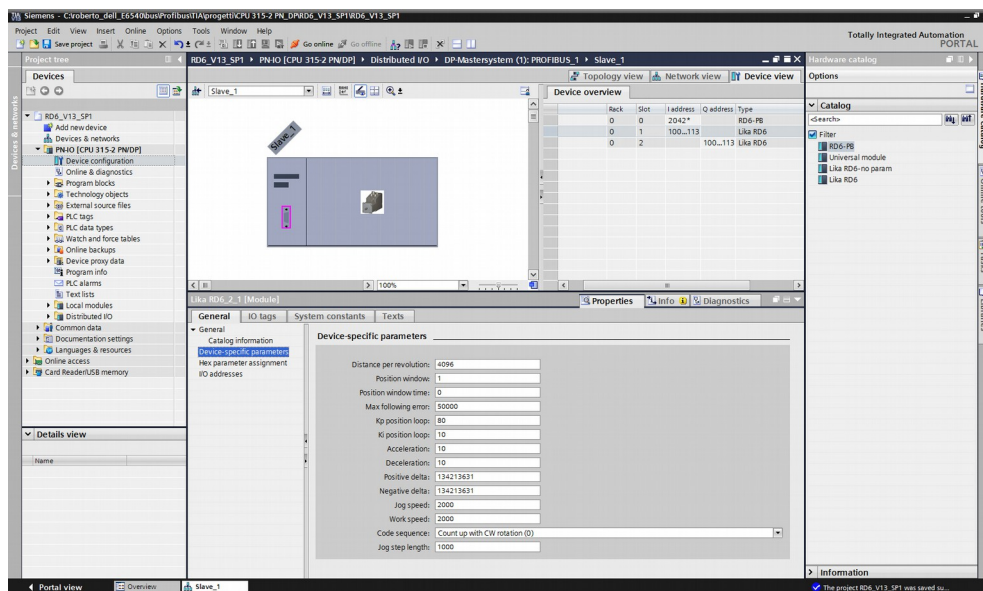 Siemens - C:\roberto_dell_E6540\bus\Profibus\TIA\progetti\CPU 315-2 PN_DP\RD6_V13_SP1\RD6_V13_SP1
Project Edit View Insert Online Options Tools Window Help
Totally Integrated Automation
PORTAL
Save project
Go online
Go offline
Project tree
RD6_V13_SP1 ▸ PN-IO [CPU 315-2 PN/DP] ▸ Distributed I/O ▸ DP-Mastersystem (1): PROFIBUS_1 ▸ Slave_1
Hardware catalog
Devices
Topology view
Network view
Device view
Options
Slave_1
Device overview
Rack Slot I address Q address Type
0 0 2042* RD6-PB
0 1 100...113 Lika RD6
0 2 100...113 Lika RD6
Catalog
<Search>
Filter
RD6-PB
Universal module
Lika RD6-no param
Lika RD6
Devices & networks
RD6_V13_SP1
Add new device
Devices & networks
PN-IO [CPU 315-2 PN/DP]
Device configuration
Online & diagnostics
Program blocks
Technology objects
External source files
PLC tags
PLC data types
Watch and force tables
Online backups
Device proxy data
Program info
PLC alarms
Text lists
Local modules
Distributed I/O
Common data
Documentation settings
Languages & resources
Online access
Card Reader/USB memory
Slave_1
100%
Lika RD6_2_1 [Module]
Properties
Info
Diagnostics
General
IO tags
System constants
Texts
General
Catalog information
Device-specific parameters
Hex parameter assignment
I/O addresses
Device-specific parameters
Distance per revolution: 4096
Position window: 1
Position window time: 0
Max following error: 50000
Kp position loop: 80
Ki position loop: 10
Acceleration: 10
Deceleration: 10
Positive delta: 134213631
Negative delta: 134213631
Jog speed: 2000
Work speed: 2000
Code sequence: Count up with CW rotation (0)
Jog step length: 1000
Details view
Name
Information
Portal view
Overview
Slave_1
The project RD6_V13_SP1 was saved su...